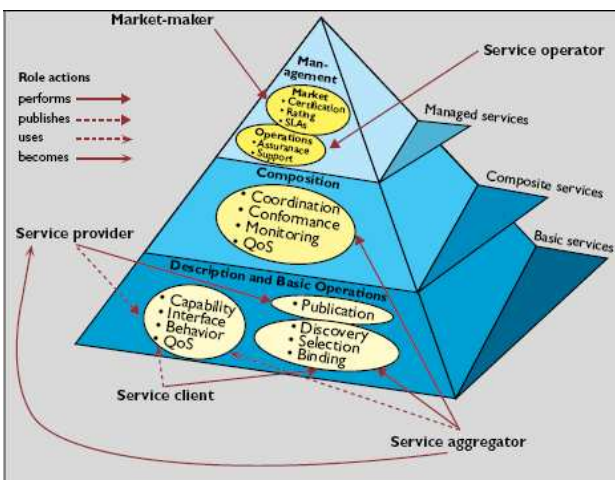 Market-maker
Service operator
Role actions
performs
publishes
uses
becomes
Man-
agement
Market
• Certification
• Rating
• SLAs
Operations
• Assurance
• Support
Managed services
Composition
• Coordination
• Conformance
• Monitoring
• QoS
Composite services
Service provider
Basic services
Description and Basic Operations
• Capability
• Interface
• Behavior
• QoS
• Publication
• Discovery
• Selection
• Binding
Service client
Service aggregator